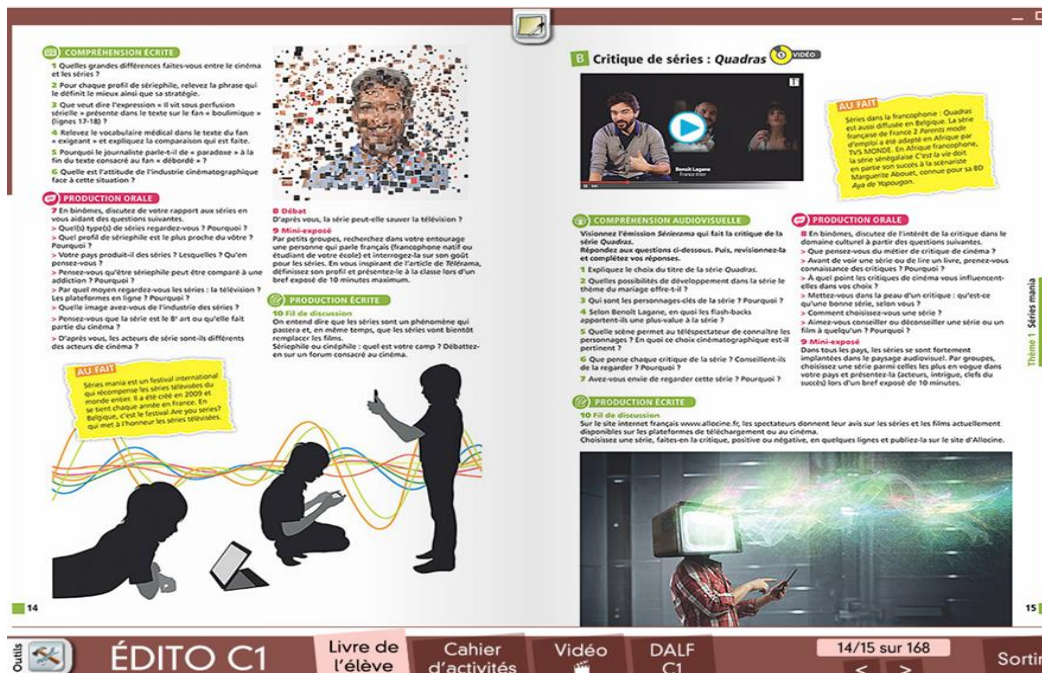 COMPRÉHENSION ÉCRITE
1 Quelles grandes différences faites-vous entre le cinéma
et les séries ?
2 Pour chaque profil de sériephile, relevez la phrase qui
le définit le mieux ainsi que sa stratégie.
3 Que veut dire l'expression « Il vit sous perfusion
sérielle » présente dans le texte sur le fan « boulimique »
(lignes 17-18) ?
4 Relevez le vocabulaire médical dans le texte du fan
« exigeant » et expliquez la comparaison qui est faite.
5 Pourquoi le journaliste parle-t-il de « paradoxe » à la
fin du texte consacré au fan « débordé » ?
6 Quelle est l'attitude de l'industrie cinématographique
face à cette situation ?
PRODUCTION ORALE
7 En binômes, discutez de votre rapport aux séries en
vous aidant des questions suivantes.
> Quel(s) type(s) de séries regardez-vous ? Pourquoi ?
> Quel profil de sériephile est le plus proche du vôtre ?
Pourquoi ?
> Votre pays produit-il des séries ? Lesquelles ? Qu'en
pensez-vous ?
> Pensez-vous qu'être sériephile peut être comparé à une
addiction ? Pourquoi ?
> Par quel moyen regardez-vous les séries : la télévision ?
Les plateformes en ligne ? Pourquoi ?
> Quelle image avez-vous de l'industrie des séries ?
> Pensez-vous que la série est le 8e art ou qu'elle fait
partie du cinéma ?
> D'après vous, les acteurs de série sont-ils différents
des acteurs de cinéma ?
AU FAIT
Séries mania est un festival international
qui récompense les séries télévisées du
monde entier. Il a été créé en 2009 et
se tient chaque année en France. En
Belgique, c'est le festival Are you series?
qui met à l'honneur les séries télévisées.
8 Débat
D'après vous, la série peut-elle sauver la télévision ?
9 Mini-exposé
Par petits groupes, recherchez dans votre entourage
une personne qui parle français (francophone natif ou
étudiant de votre école) et interrogez-la sur son goût
pour les séries. En vous inspirant de l'article de Télérama,
définissez son profil et présentez-le à la classe lors d'un
bref exposé de 10 minutes maximum.
PRODUCTION ÉCRITE
10 Fil de discussion
On entend dire que les séries sont un phénomène qui
passera et, en même temps, que les séries vont bientôt
remplacer les films.
Sériephile ou cinéphile : quel est votre camp ? Débattez-
en sur un forum consacré au cinéma.
14
B Critique de séries : Quadras
VIDÉO
T
Benoît Lagane
France Inter
AU FAIT
Séries dans la francophonie : Quadras
est aussi diffusée en Belgique. La série
française de France 2 Parents mode
d'emploi a été adapté en Afrique par
TV5 MONDE. En Afrique francophone,
la série sénégalaise C'est la vie doit
en partie son succès à la scénariste
Marguerite Abouet, connue pour sa BD
Aya de Yopougon.
COMPRÉHENSION AUDIOVISUELLE
Visionnez l'émission Sérierama qui fait la critique de la
série Quadras.
Répondez aux questions ci-dessous. Puis, revisionnez-la
et complétez vos réponses.
1 Expliquez le choix du titre de la série Quadras.
2 Quelles possibilités de développement dans la série le
thème du mariage offre-t-il ?
3 Qui sont les personnages-clés de la série ? Pourquoi ?
4 Selon Benoît Lagane, en quoi les flash-backs
apportent-ils une plus-value à la série ?
5 Quelle scène permet au téléspectateur de connaître les
personnages ? En quoi ce choix cinématographique est-il
pertinent ?
6 Que pense chaque critique de la série ? Conseillent-ils
de la regarder ? Pourquoi ?
7 Avez-vous envie de regarder cette série ? Pourquoi ?
PRODUCTION ORALE
8 En binômes, discutez de l'intérêt de la critique dans le
domaine culturel à partir des questions suivantes.
> Que pensez-vous du métier de critique de cinéma ?
> Avant de voir une série ou de lire un livre, prenez-vous
connaissance des critiques ? Pourquoi ?
> À quel point les critiques de cinéma vous influencent-
elles dans vos choix ?
> Mettez-vous dans la peau d'un critique : qu'est-ce
qu'une bonne série, selon vous ?
> Comment choisissez-vous une série ?
> Aimez-vous conseiller ou déconseiller une série ou un
film à quelqu'un ? Pourquoi ?
9 Mini-exposé
Dans tous les pays, les séries se sont fortement
implantées dans le paysage audiovisuel. Par groupes,
choisissez une série parmi celles les plus en vogue dans
votre pays et présentez-la (acteurs, intrigue, clefs du
succès) lors d'un bref exposé de 10 minutes.
PRODUCTION ÉCRITE
10 Fil de discussion
Sur le site internet français www.allocine.fr, les spectateurs donnent leur avis sur les séries et les films actuellement
disponibles sur les plateformes de téléchargement ou au cinéma.
Choisissez une série, faites-en la critique, positive ou négative, en quelques lignes et publiez-la sur le site d'Allocine.
Thème 1 Séries mania
15
Outils
ÉDITO C1
Livre de
l'élève
Cahier
d'activités
Vidéo
DALF
C1
14/15 sur 168
< >
Sortir